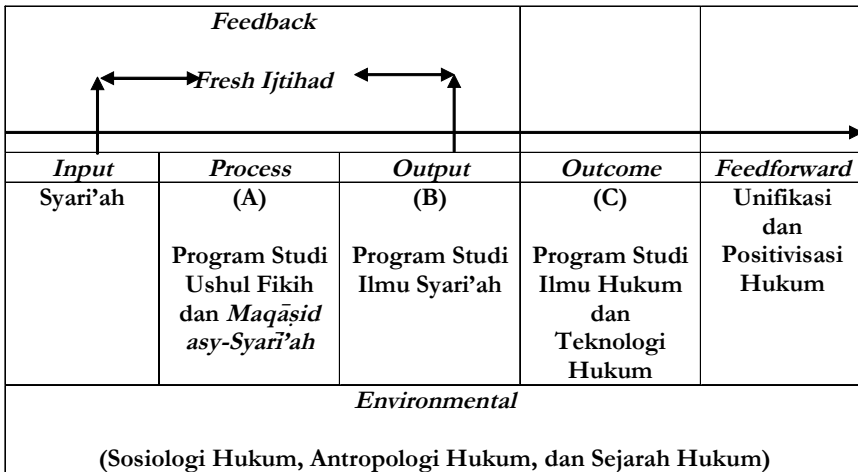 Feedback
Fresh Ijtihad
Input Process Output Outcome Feedforward
Syari'ah (A) (B) (C) Unifikasi
dan
Program Studi Program Studi Program Studi Positivisasi
Ushul Fikih Ilmu Syari'ah Ilmu Hukum Hukum
dan Maqāṣid dan
asy-Syarī'ah Teknologi
Hukum
Environmental
(Sosiologi Hukum, Antropologi Hukum, dan Sejarah Hukum)